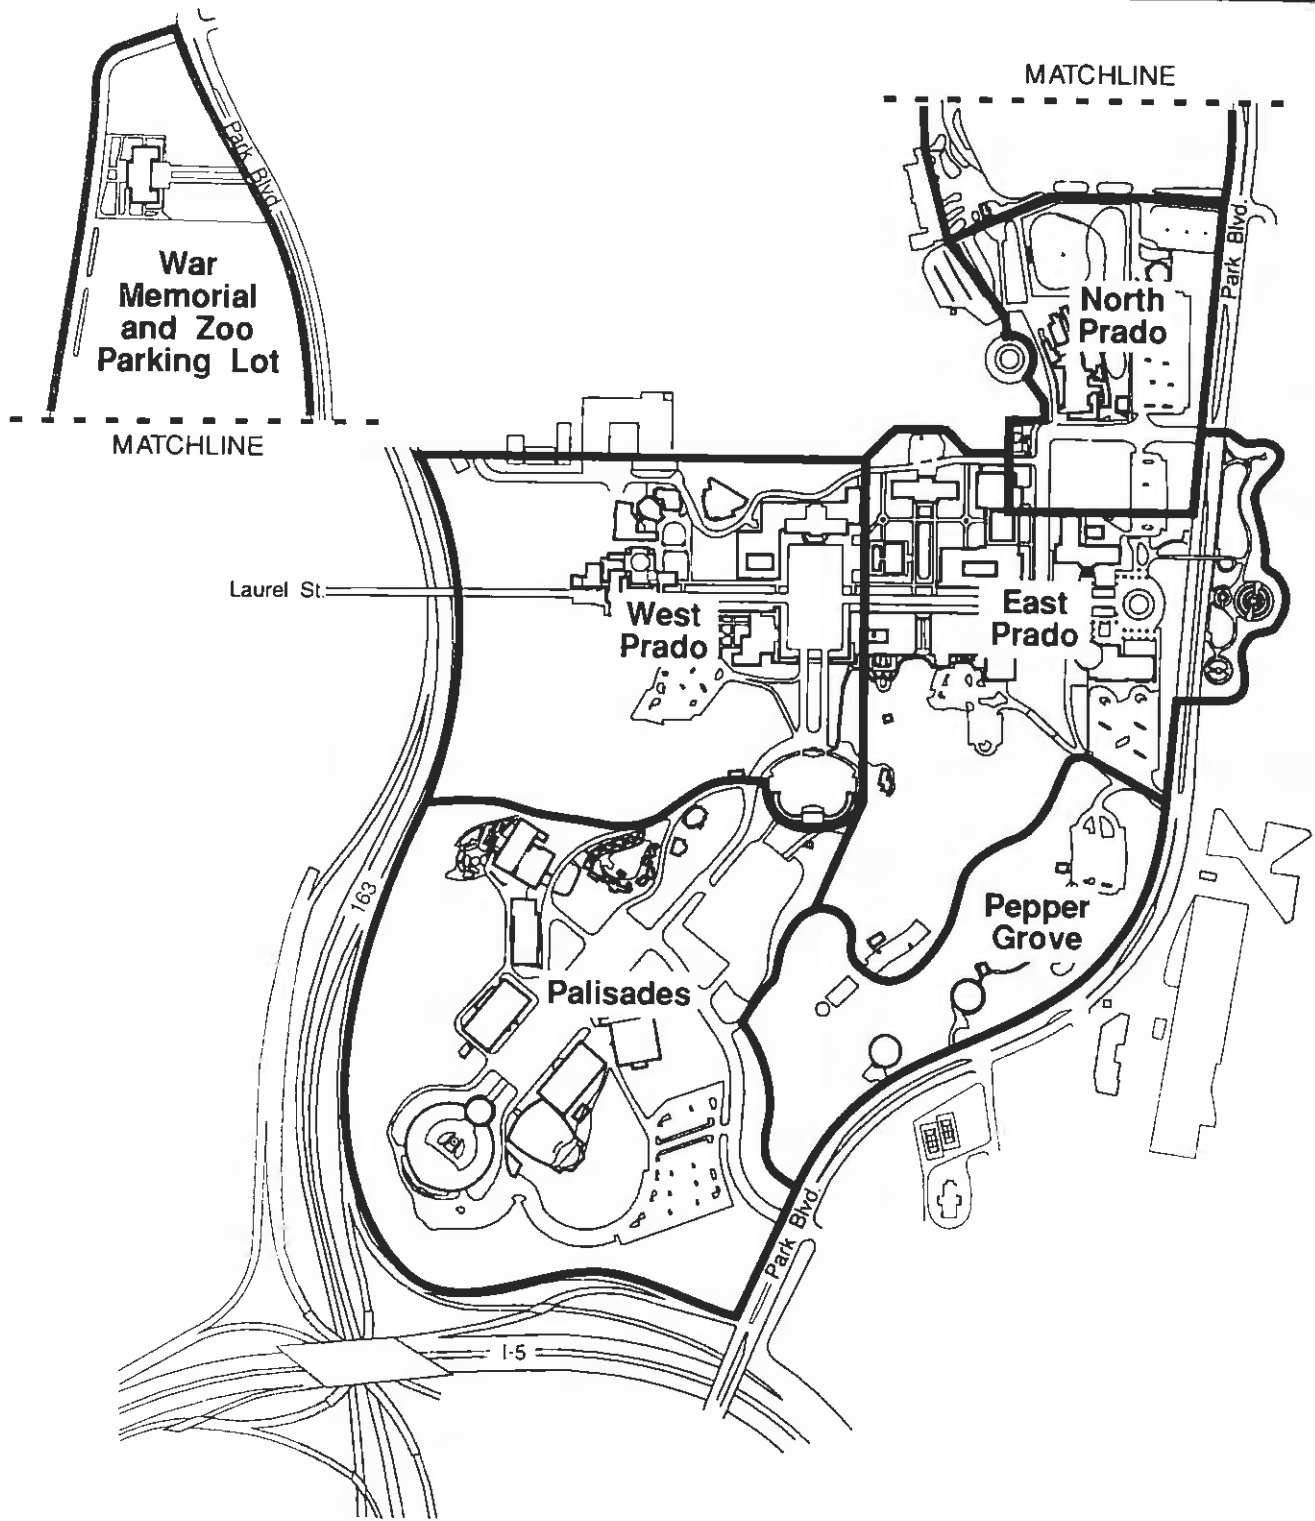 MATCHLINE
Park Blvd.
War
Memorial
and Zoo
Parking Lot
MATCHLINE
Park Blvd.
North
Prado
Laurel St.
West
Prado
East
Prado
163
Pepper
Grove
Palisades
Park Blvd.
I-5